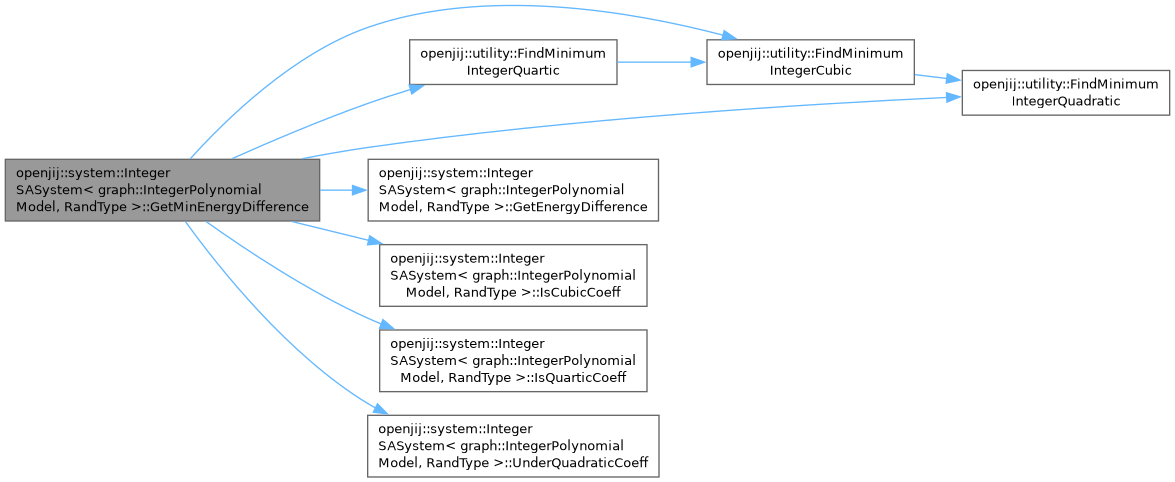 openjij::system::Integer
SASystem< graph::IntegerPolynomial
Model, RandType >::GetMinEnergyDifference
openjij::utility::FindMinimum
IntegerQuartic
openjij::utility::FindMinimum
IntegerCubic
openjij::utility::FindMinimum
IntegerQuadratic
openjij::system::Integer
SASystem< graph::IntegerPolynomial
Model, RandType >::GetEnergyDifference
openjij::system::Integer
SASystem< graph::IntegerPolynomial
Model, RandType >::IsCubicCoeff
openjij::system::Integer
SASystem< graph::IntegerPolynomial
Model, RandType >::IsQuarticCoeff
openjij::system::Integer
SASystem< graph::IntegerPolynomial
Model, RandType >::UnderQuadraticCoeff